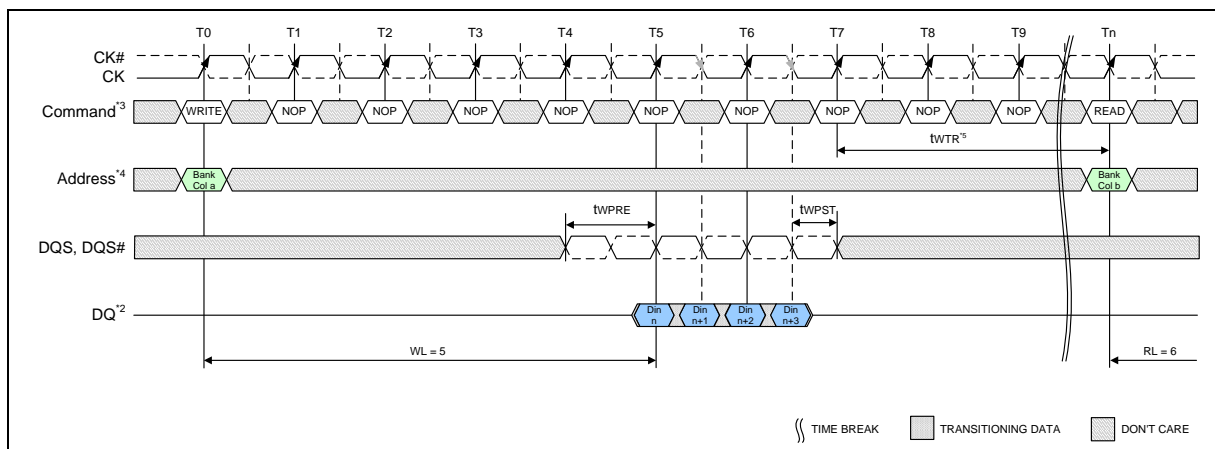 T0 T1 T2 T3 T4 T5 T6 T7 T8 T9 Tn
CK#
CK
Command*3 WRITE NOP NOP NOP NOP NOP NOP NOP NOP NOP READ
tWTR*5
Address*4 Bank Col a Bank Col b
tWPRE tWPST
DQS, DQS#
DQ*2 Din n Din n+1 Din n+2 Din n+3
WL = 5 RL = 6
TIME BREAK TRANSITIONING DATA DON'T CARE